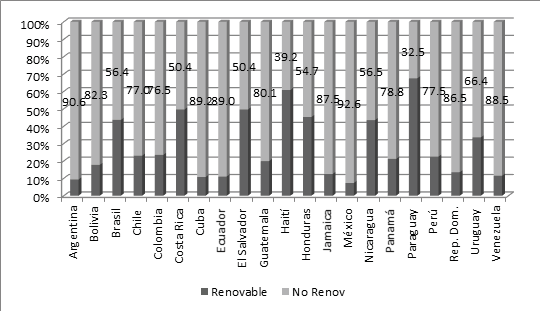 100%
90%
80%
70%
60%
50%
40%
30%
20%
10%
0%
90.6
82.3
56.4
77.0
76.5
50.4
89.2
89.0
50.4
80.1
39.2
54.7
87.5
92.6
56.5
78.8
32.5
77.5
86.5
66.4
88.5
Argentina
Bolivia
Brasil
Chile
Colombia
Costa Rica
Cuba
Ecuador
El Salvador
Guatemala
Haití
Honduras
Jamaica
México
Nicaragua
Panamá
Paraguay
Perú
Rep. Dom.
Uruguay
Venezuela
Renovable
No Renov